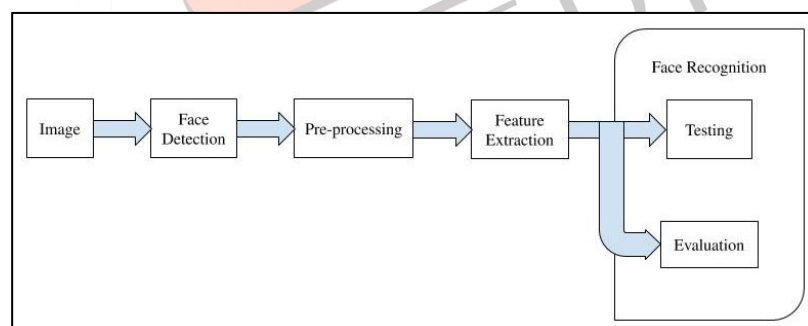 Face Recognition
Image
Face
Detection
Pre-processing
Feature
Extraction
Testing
Evaluation